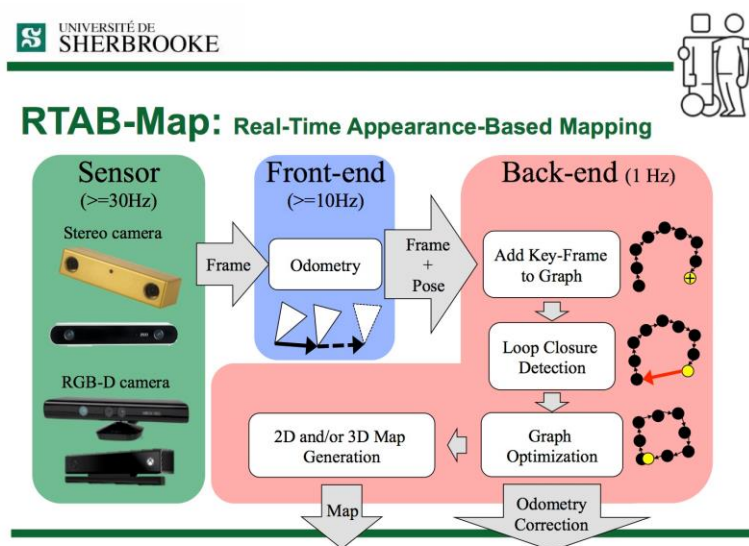 UNIVERSITÉ DE
SHERBROOKE
RTAB-Map: Real-Time Appearance-Based Mapping
Sensor
(>=30Hz)
Stereo camera
RGB-D camera
Frame
Front-end
(>=10Hz)
Odometry
Frame
+
Pose
Back-end (1 Hz)
Add Key-Frame
to Graph
Loop Closure
Detection
Graph
Optimization
2D and/or 3D Map
Generation
Map
Odometry
Correction